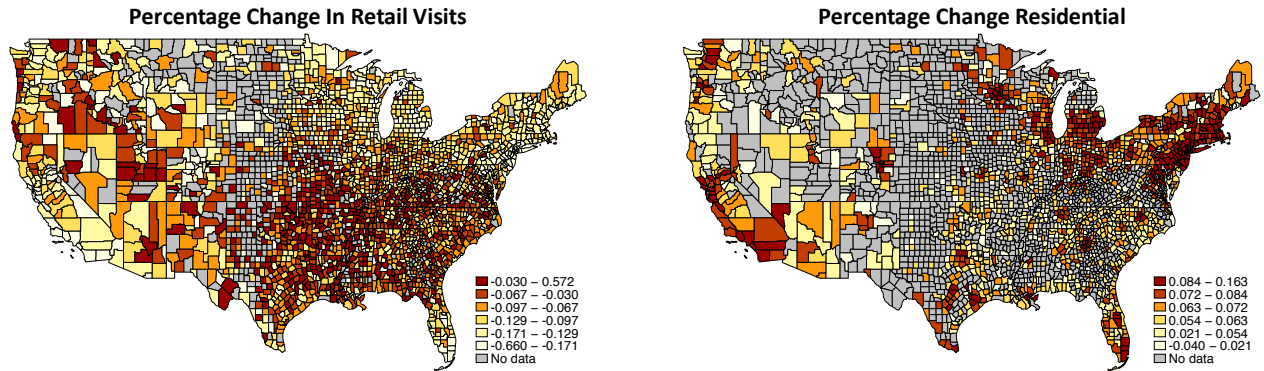 Percentage Change In Retail Visits
-0.030 – 0.572
-0.067 – -0.030
-0.097 – -0.067
-0.129 – -0.097
-0.171 – -0.129
-0.660 – -0.171
No data
Percentage Change Residential
0.084 – 0.163
0.072 – 0.084
0.063 – 0.072
0.054 – 0.063
0.021 – 0.054
-0.040 – 0.021
No data